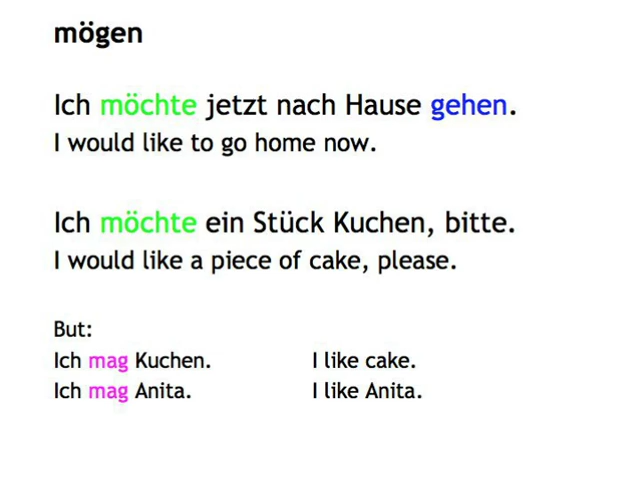 mögen
Ich möchte jetzt nach Hause gehen.
I would like to go home now.
Ich möchte ein Stück Kuchen, bitte.
I would like a piece of cake, please.
But:
Ich mag Kuchen. I like cake.
Ich mag Anita. I like Anita.